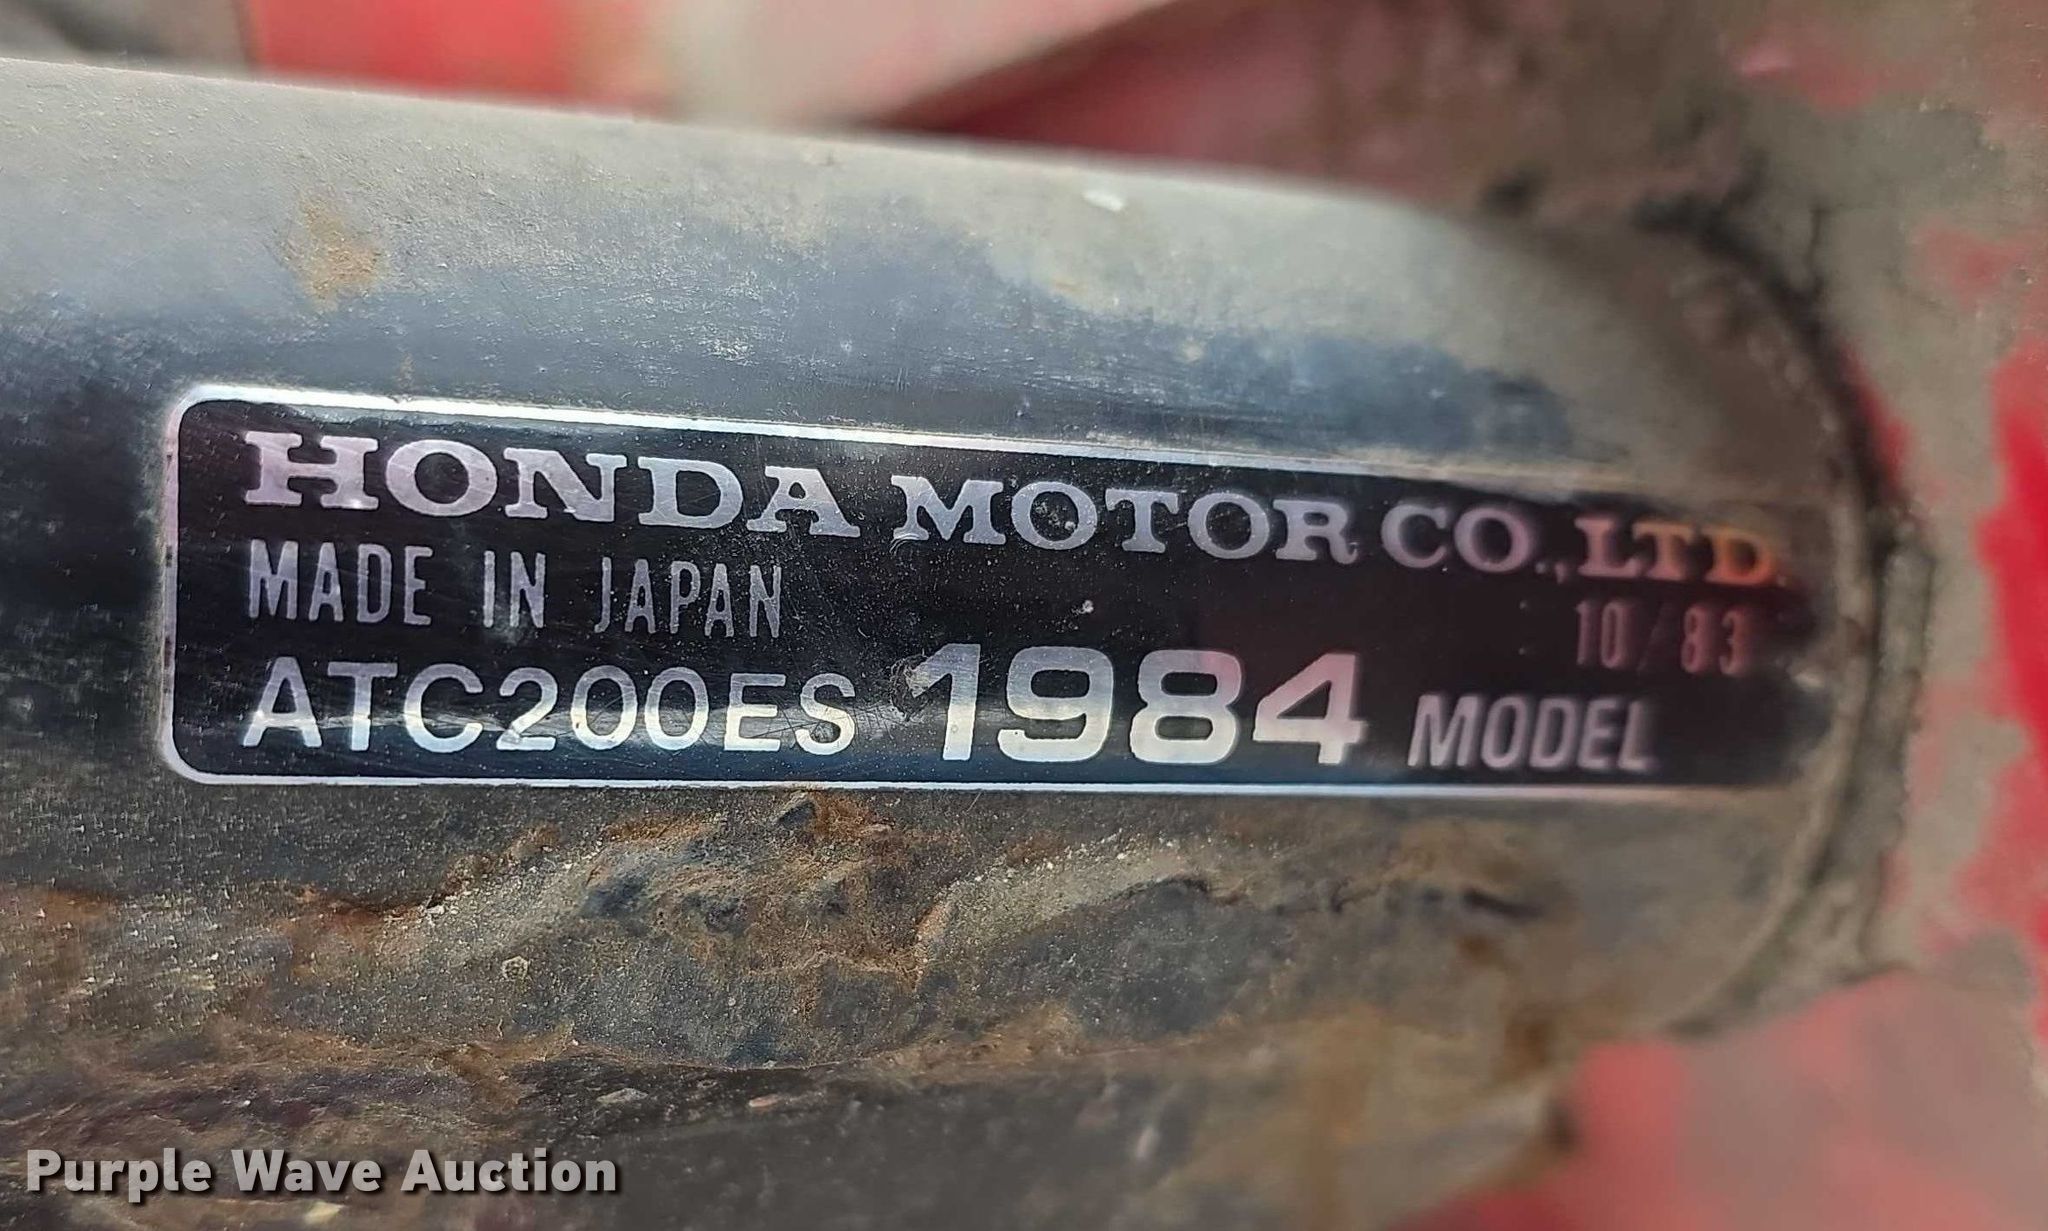 HONDA MOTOR CO., LTD.
MADE IN JAPAN 10/83
ATC200ES 1984 MODEL
Purple Wave Auction